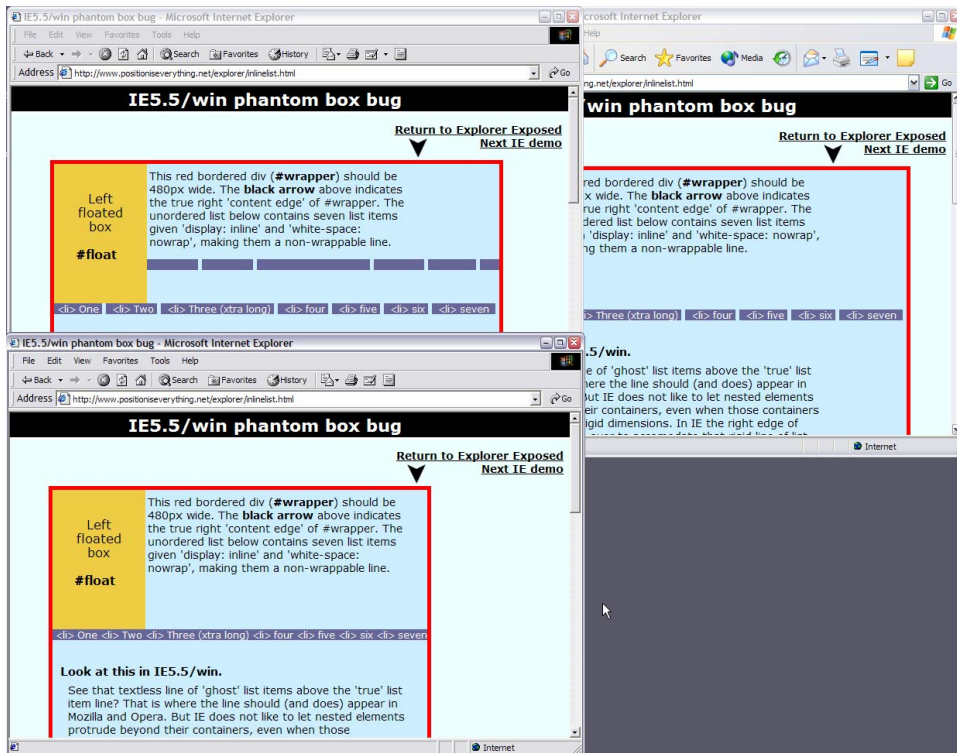 IE5.5/win phantom box bug - Microsoft Internet Explorer
File Edit View Favorites Tools Help
Back Search Favorites History
Address http://www.positioniseverything.net/explorer/inlinelist.html Go
IE5.5/win phantom box bug
Return to Explorer Exposed
Next IE demo
Left
floated
box
#float
This red bordered div (#wrapper) should be
480px wide. The black arrow above indicates
the true right 'content edge' of #wrapper. The
unordered list below contains seven list items
given 'display: inline' and 'white-space:
nowrap', making them a non-wrappable line.
<li> One <li> Two <li> Three (xtra long) <li> four <li> five <li> six <li> seven
crosoft Internet Explorer
Help
Search Favorites Media
ng.net/explorer/inlinelist.html Go
win phantom box bug
Return to Explorer Exposed
Next IE demo
red bordered div (#wrapper) should be
x wide. The black arrow above indicates
rue right 'content edge' of #wrapper. The
dered list below contains seven list items
'display: inline' and 'white-space: nowrap',
ng them a non-wrappable line.
> Three (xtra long) <li> four <li> five <li> six <li> seven
.5/win.
e of 'ghost' list items above the 'true' list
here the line should (and does) appear in
But IE does not like to let nested elements
eir containers, even when those containers
igid dimensions. In IE the right edge of
Internet
IE5.5/win phantom box bug - Microsoft Internet Explorer
File Edit View Favorites Tools Help
Back Search Favorites History
Address http://www.positioniseverything.net/explorer/inlinelist.html Go
IE5.5/win phantom box bug
Return to Explorer Exposed
Next IE demo
Left
floated
box
#float
This red bordered div (#wrapper) should be
480px wide. The black arrow above indicates
the true right 'content edge' of #wrapper. The
unordered list below contains seven list items
given 'display: inline' and 'white-space:
nowrap', making them a non-wrappable line.
<li> One <li> Two <li> Three (xtra long) <li> four <li> five <li> six <li> seven
Look at this in IE5.5/win.
See that textless line of 'ghost' list items above the 'true' list
item line? That is where the line should (and does) appear in
Mozilla and Opera. But IE does not like to let nested elements
protrude beyond their containers, even when those
Internet